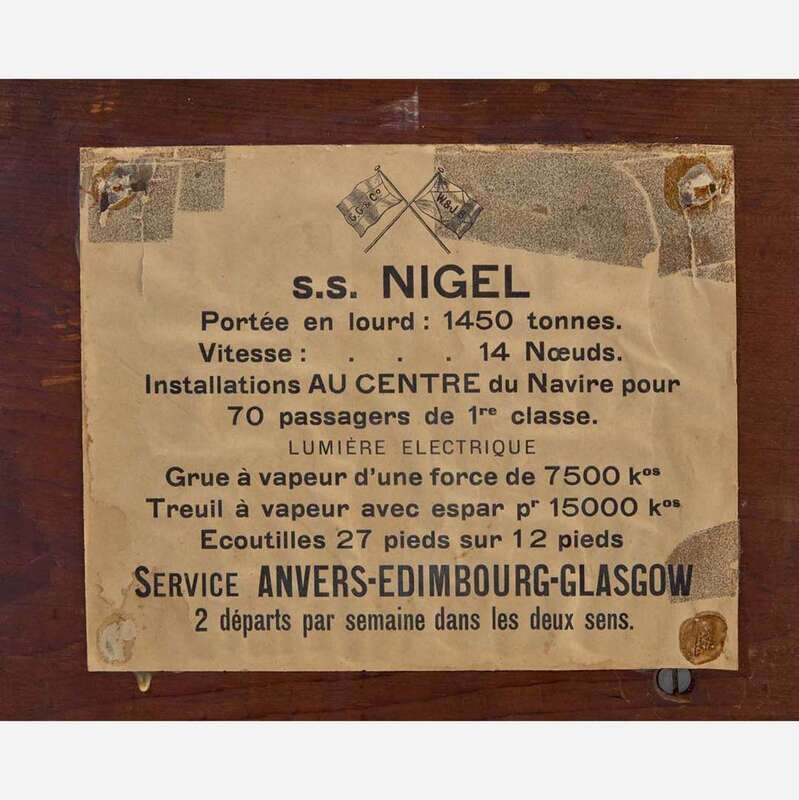 G.G.& Co
W.&J.B.
s.s. NIGEL
Portée en lourd : 1450 tonnes.
Vitesse : . . . 14 Nœuds.
Installations AU CENTRE du Navire pour
70 passagers de 1re classe.
LUMIÈRE ELECTRIQUE
Grue à vapeur d'une force de 7500 kos
Treuil à vapeur avec espar pr 15000 kos
Ecoutilles 27 pieds sur 12 pieds
SERVICE ANVERS-EDIMBOURG-GLASGOW
2 départs par semaine dans les deux sens.